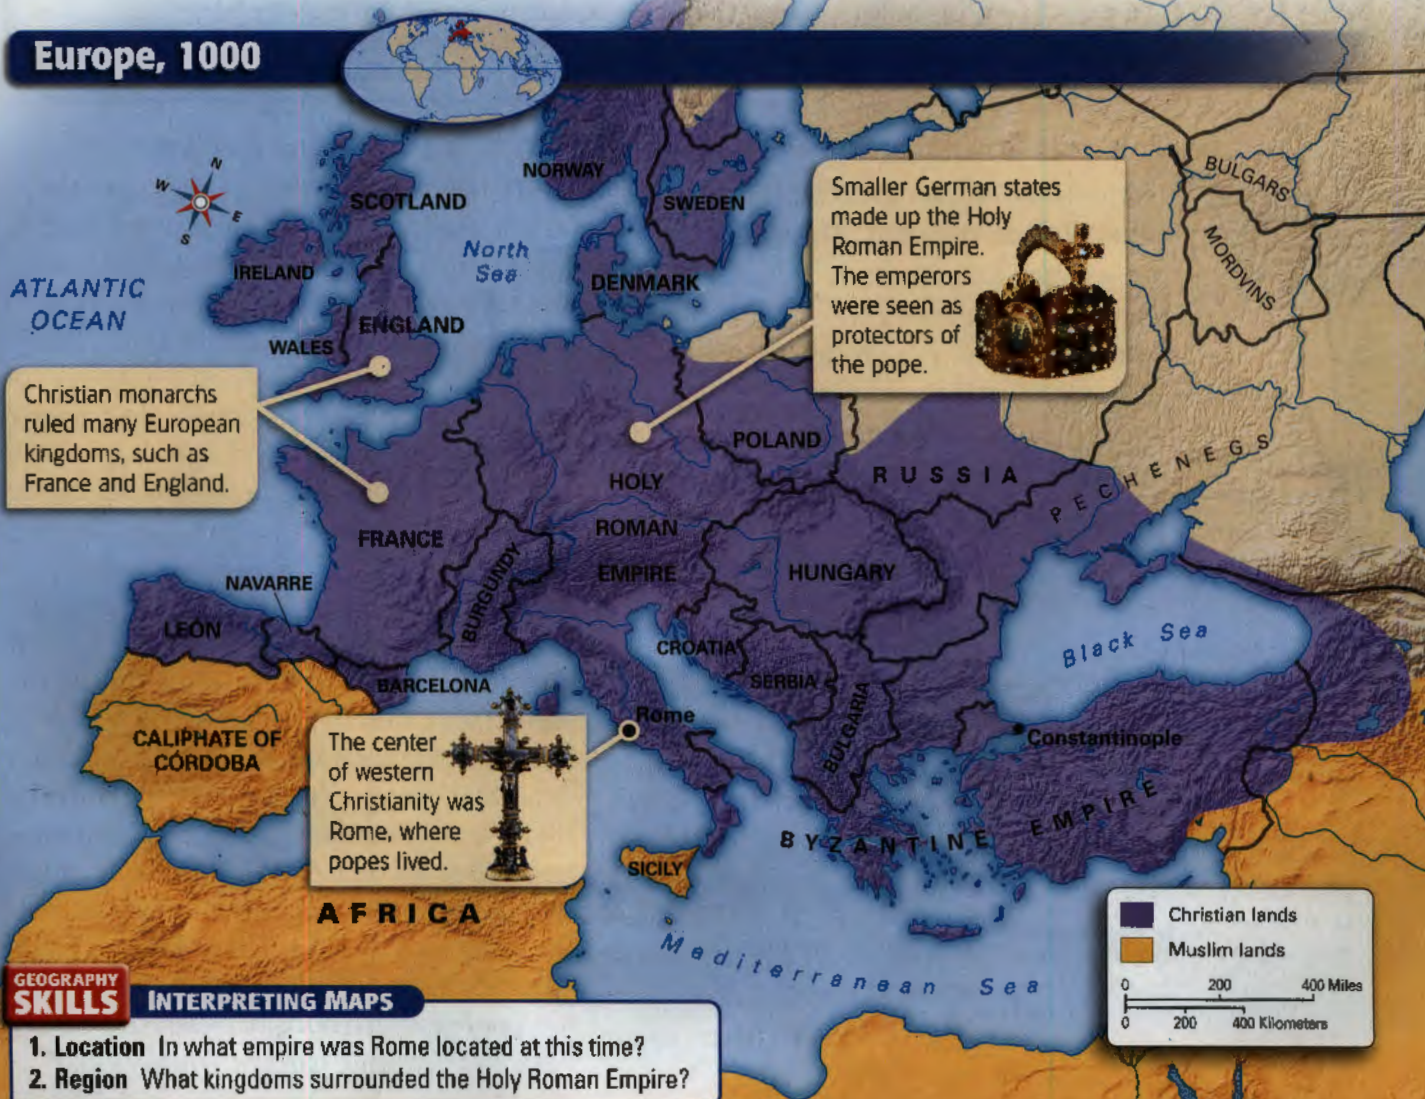 Europe, 1000
N
W
E
S
NORWAY
SWEDEN
SCOTLAND
North
Sea
IRELAND
DENMARK
ATLANTIC
OCEAN
ENGLAND
WALES
BULGARS
MORDVINS
Smaller German states
made up the Holy
Roman Empire.
The emperors
were seen as
protectors of
the pope.
Christian monarchs
ruled many European
kingdoms, such as
France and England.
POLAND
RUSSIA
PECHENEGS
HOLY
ROMAN
EMPIRE
FRANCE
BURGUNDY
HUNGARY
NAVARRE
LEÓN
CROATIA
SERBIA
BULGARIA
Black Sea
BARCELONA
Rome
Constantinople
CALIPHATE OF
CÓRDOBA
The center
of western
Christianity was
Rome, where
popes lived.
BYZANTINE EMPIRE
SICILY
AFRICA
Mediterranean Sea
Christian lands
Muslim lands
0 200 400 Miles
0 200 400 Kilometers
GEOGRAPHY
SKILLS
INTERPRETING MAPS
1. Location In what empire was Rome located at this time?
2. Region What kingdoms surrounded the Holy Roman Empire?